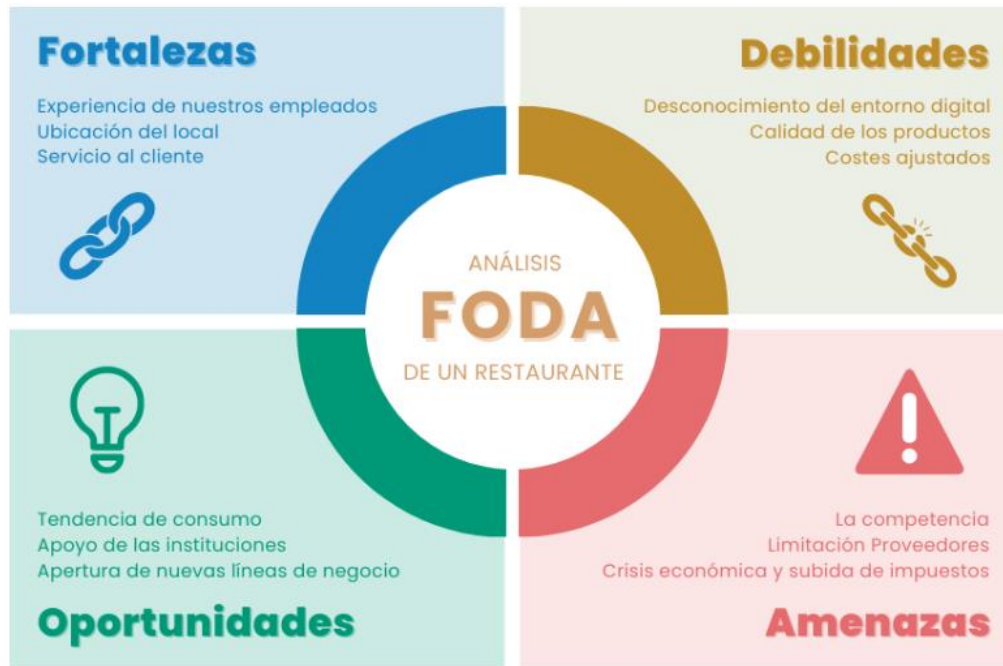 Fortalezas
Experiencia de nuestros empleados
Ubicación del local
Servicio al cliente
Debilidades
Desconocimiento del entorno digital
Calidad de los productos
Costes ajustados
ANÁLISIS
FODA
DE UN RESTAURANTE
Tendencia de consumo
Apoyo de las instituciones
Apertura de nuevas líneas de negocio
Oportunidades
La competencia
Limitación Proveedores
Crisis económica y subida de impuestos
Amenazas